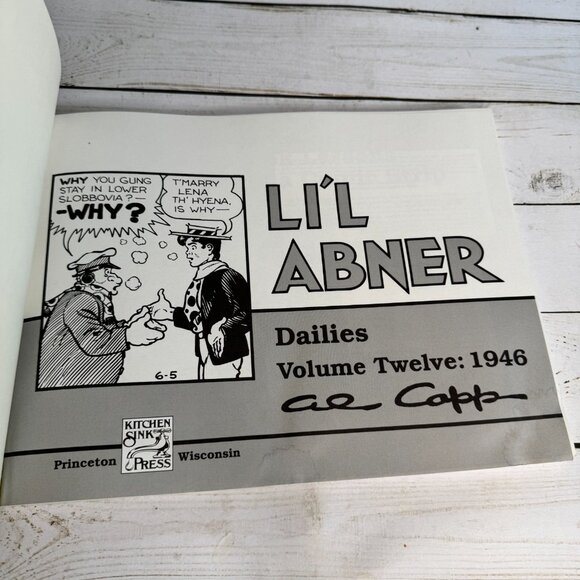 WHY YOU GUNG
STAY IN LOWER
SLOBBOVIA?—
-WHY?
T'MARRY
LENA
TH' HYENA.
IS WHY—
6-5
LI'L
ABNER
Dailies
Volume Twelve: 1946
Al Capp
Princeton
KITCHEN
SINK
PRESS
Wisconsin